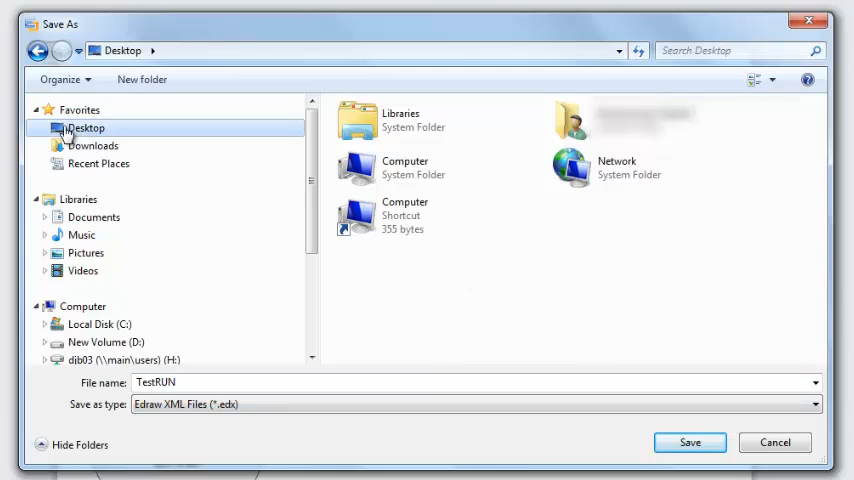 Save As
Desktop
Search Desktop
Organize
New folder
Favorites
Desktop
Downloads
Recent Places
Libraries
Documents
Music
Pictures
Videos
Computer
Local Disk (C:)
New Volume (D:)
djb03 (\\main\users) (H:)
Libraries
System Folder
Computer
System Folder
Network
System Folder
Computer
Shortcut
355 bytes
File name: TestRUN
Save as type: Edraw XML Files (*.edx)
Hide Folders
Save
Cancel